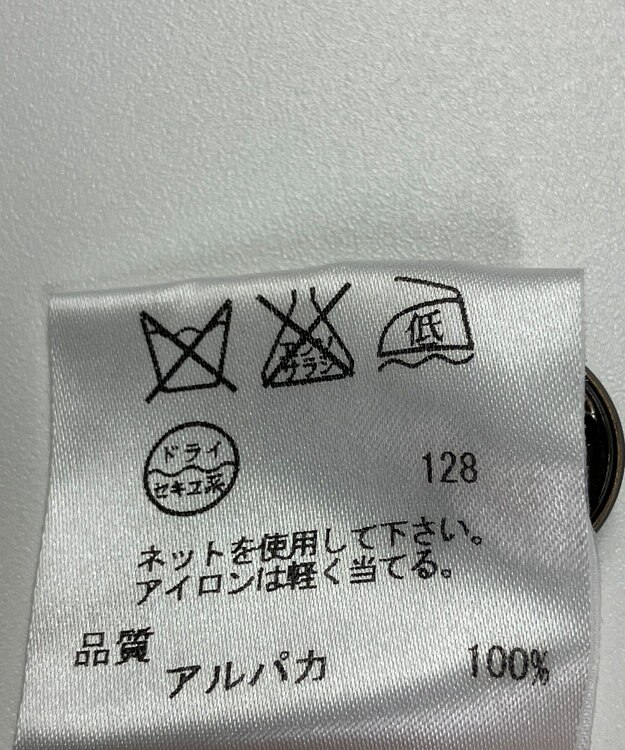 エンソ
サラシ
低
ドライ
セキユ系
128
ネットを使用して下さい。
アイロンは軽く当てる。
品質
アルパカ 100%